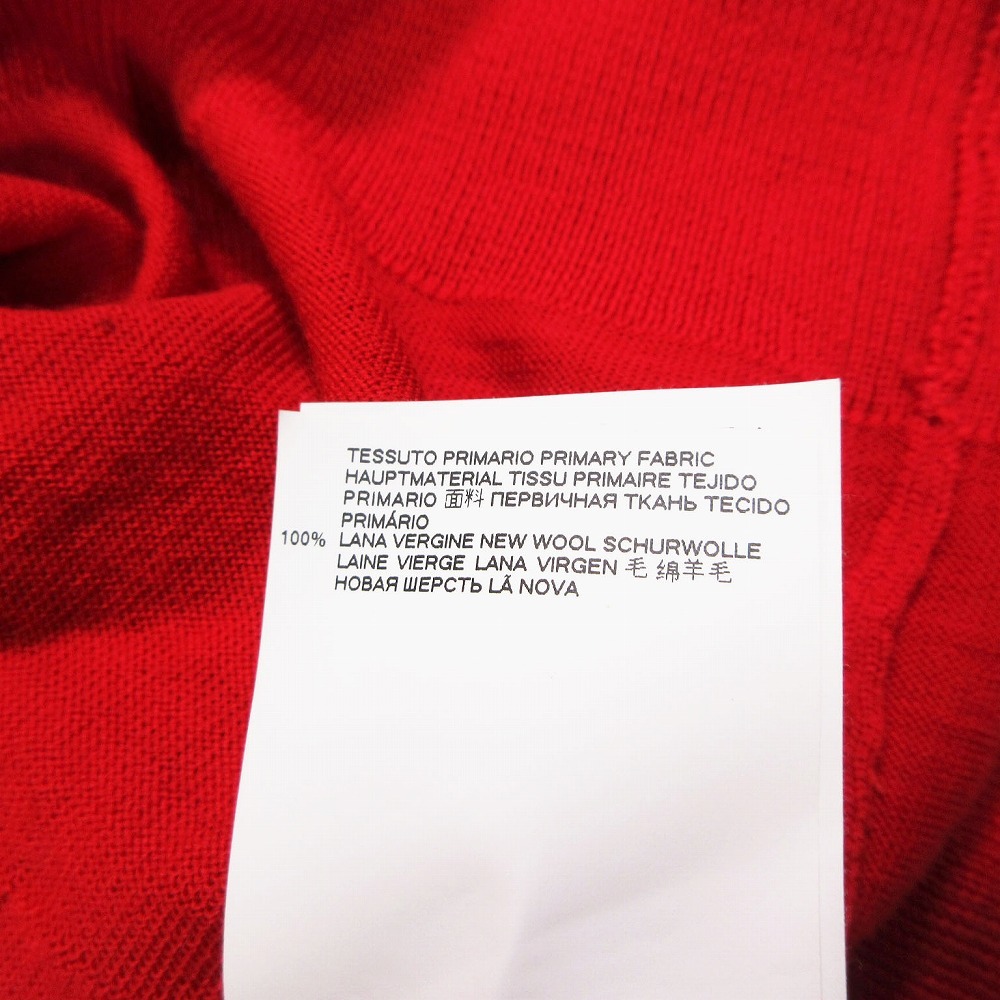 TESSUTO PRIMARIO PRIMARY FABRIC
HAUPTMATERIAL TISSU PRIMAIRE TEJIDO
PRIMARIO 面料 ПЕРВИЧНАЯ ТКАНЬ TECIDO
PRIMÁRIO
100% LANA VERGINE NEW WOOL SCHURWOLLE
LAINE VIERGE LANA VIRGEN 毛 绵羊毛
НОВАЯ ШЕРСТЬ LÃ NOVA